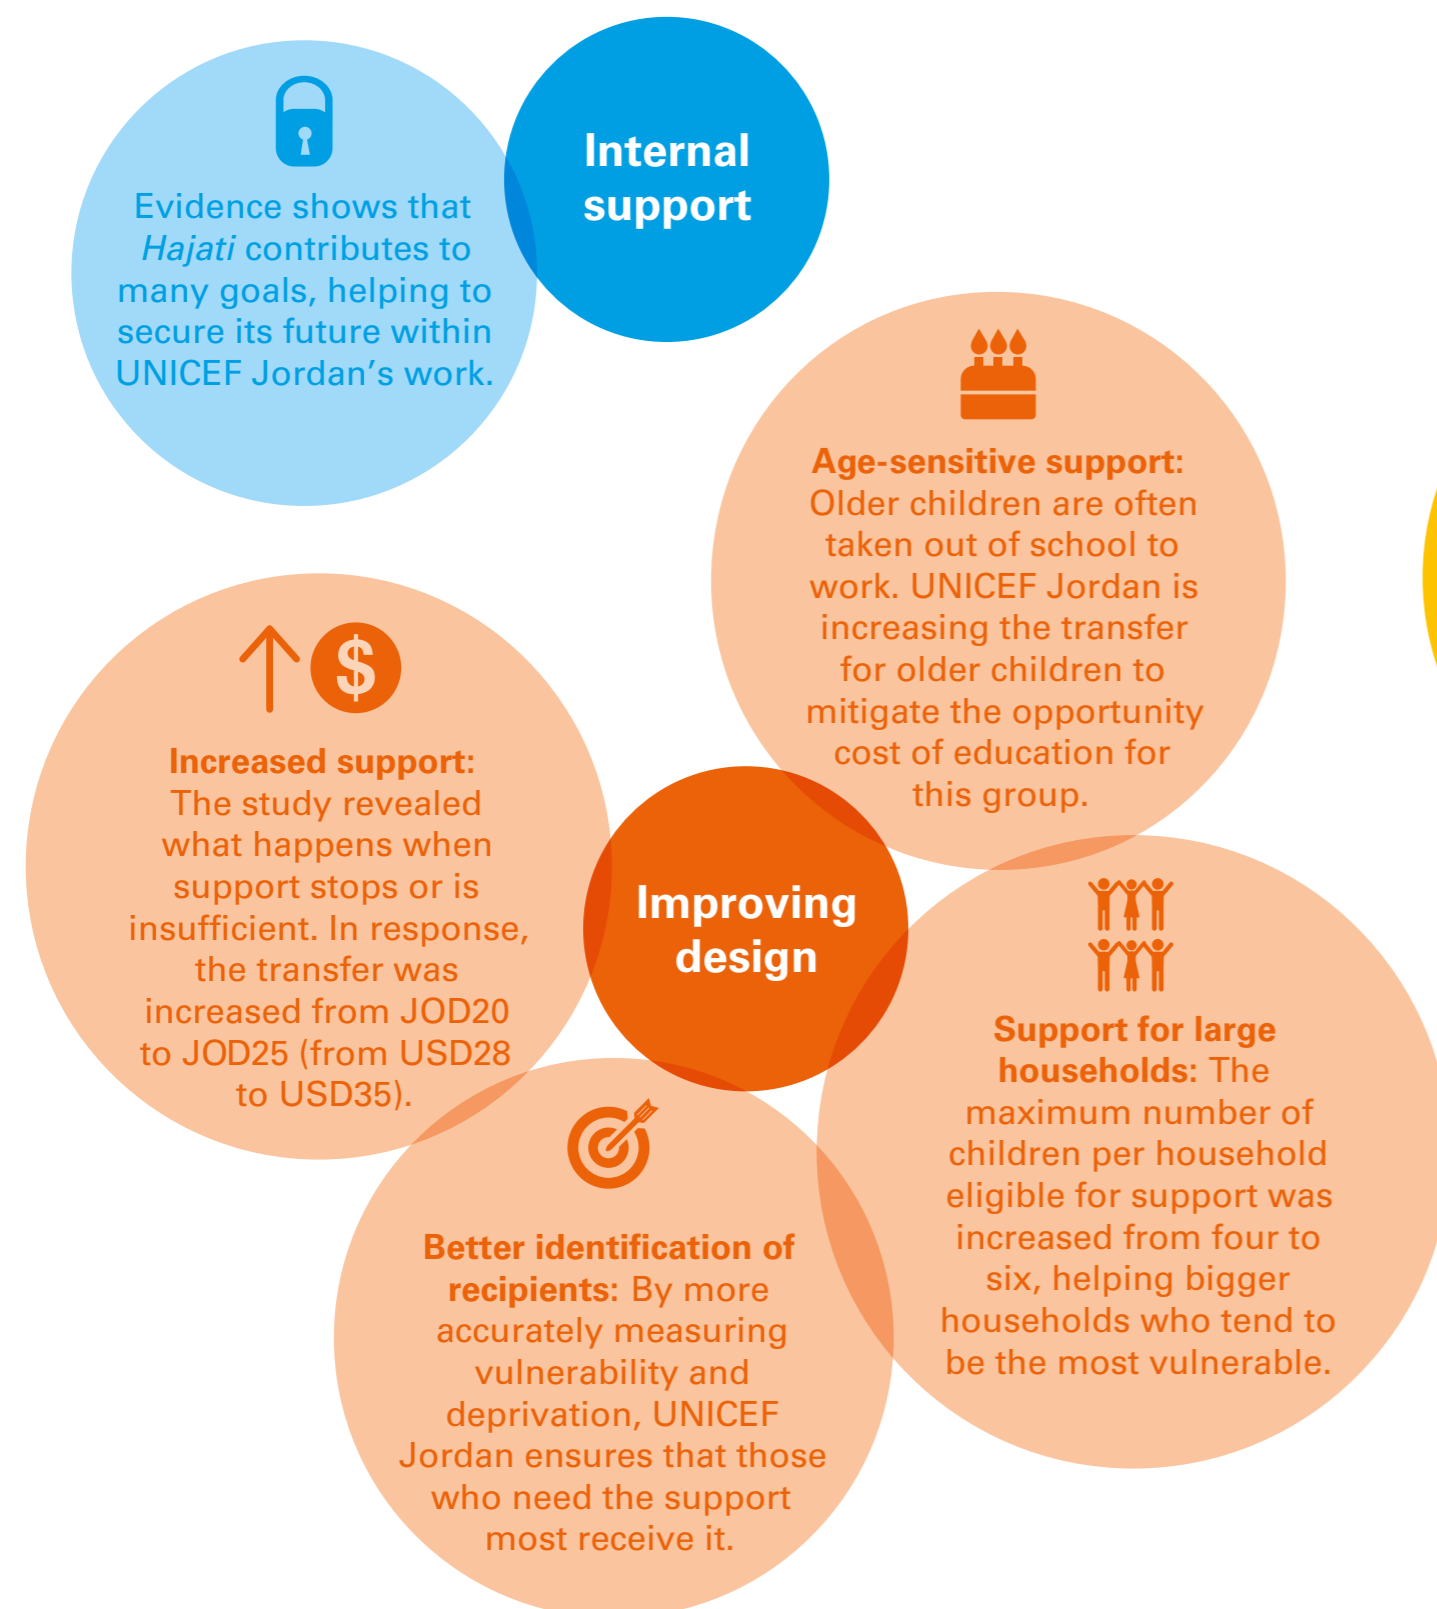 Internal
support
Evidence shows that
Hajati contributes to
many goals, helping to
secure its future within
UNICEF Jordan’s work.
Age-sensitive support:
Older children are often
taken out of school to
work. UNICEF Jordan is
increasing the transfer
for older children to
mitigate the opportunity
cost of education for
this group.
$
Increased support:
The study revealed
what happens when
support stops or is
insufficient. In response,
the transfer was
increased from JOD20
to JOD25 (from USD28
to USD35).
Improving
design
Support for large
households: The
maximum number of
children per household
eligible for support was
increased from four to
six, helping bigger
households who tend to
be the most vulnerable.
Better identification of
recipients: By more
accurately measuring
vulnerability and
deprivation, UNICEF
Jordan ensures that those
who need the support
most receive it.